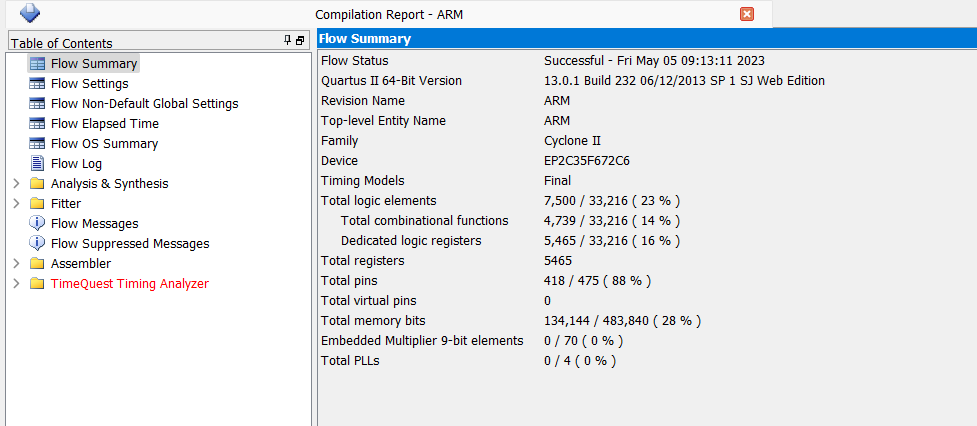 Compilation Report - ARM
Table of Contents
Flow Summary
Flow Settings
Flow Non-Default Global Settings
Flow Elapsed Time
Flow OS Summary
Flow Log
Analysis & Synthesis
Fitter
Flow Messages
Flow Suppressed Messages
Assembler
TimeQuest Timing Analyzer
Flow Summary
Flow Status Successful - Fri May 05 09:13:11 2023
Quartus II 64-Bit Version 13.0.1 Build 232 06/12/2013 SP 1 SJ Web Edition
Revision Name ARM
Top-level Entity Name ARM
Family Cyclone II
Device EP2C35F672C6
Timing Models Final
Total logic elements 7,500 / 33,216 ( 23 % )
Total combinational functions 4,739 / 33,216 ( 14 % )
Dedicated logic registers 5,465 / 33,216 ( 16 % )
Total registers 5465
Total pins 418 / 475 ( 88 % )
Total virtual pins 0
Total memory bits 134,144 / 483,840 ( 28 % )
Embedded Multiplier 9-bit elements 0 / 70 ( 0 % )
Total PLLs 0 / 4 ( 0 % )